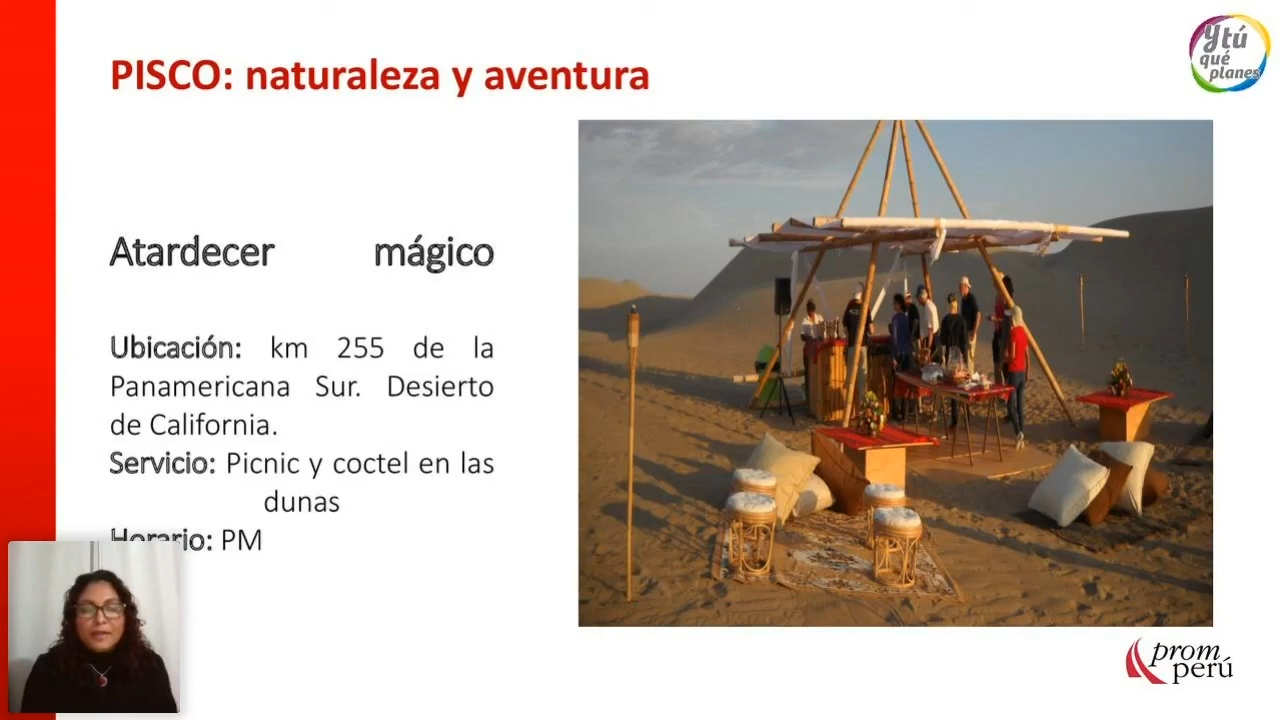 PISCO: naturaleza y aventura
Ytú
qué
planes
Atardecer mágico
Ubicación: km 255 de la
Panamericana Sur. Desierto
de California.
Servicio: Picnic y coctel en las
dunas
Horario: PM
prom
perú